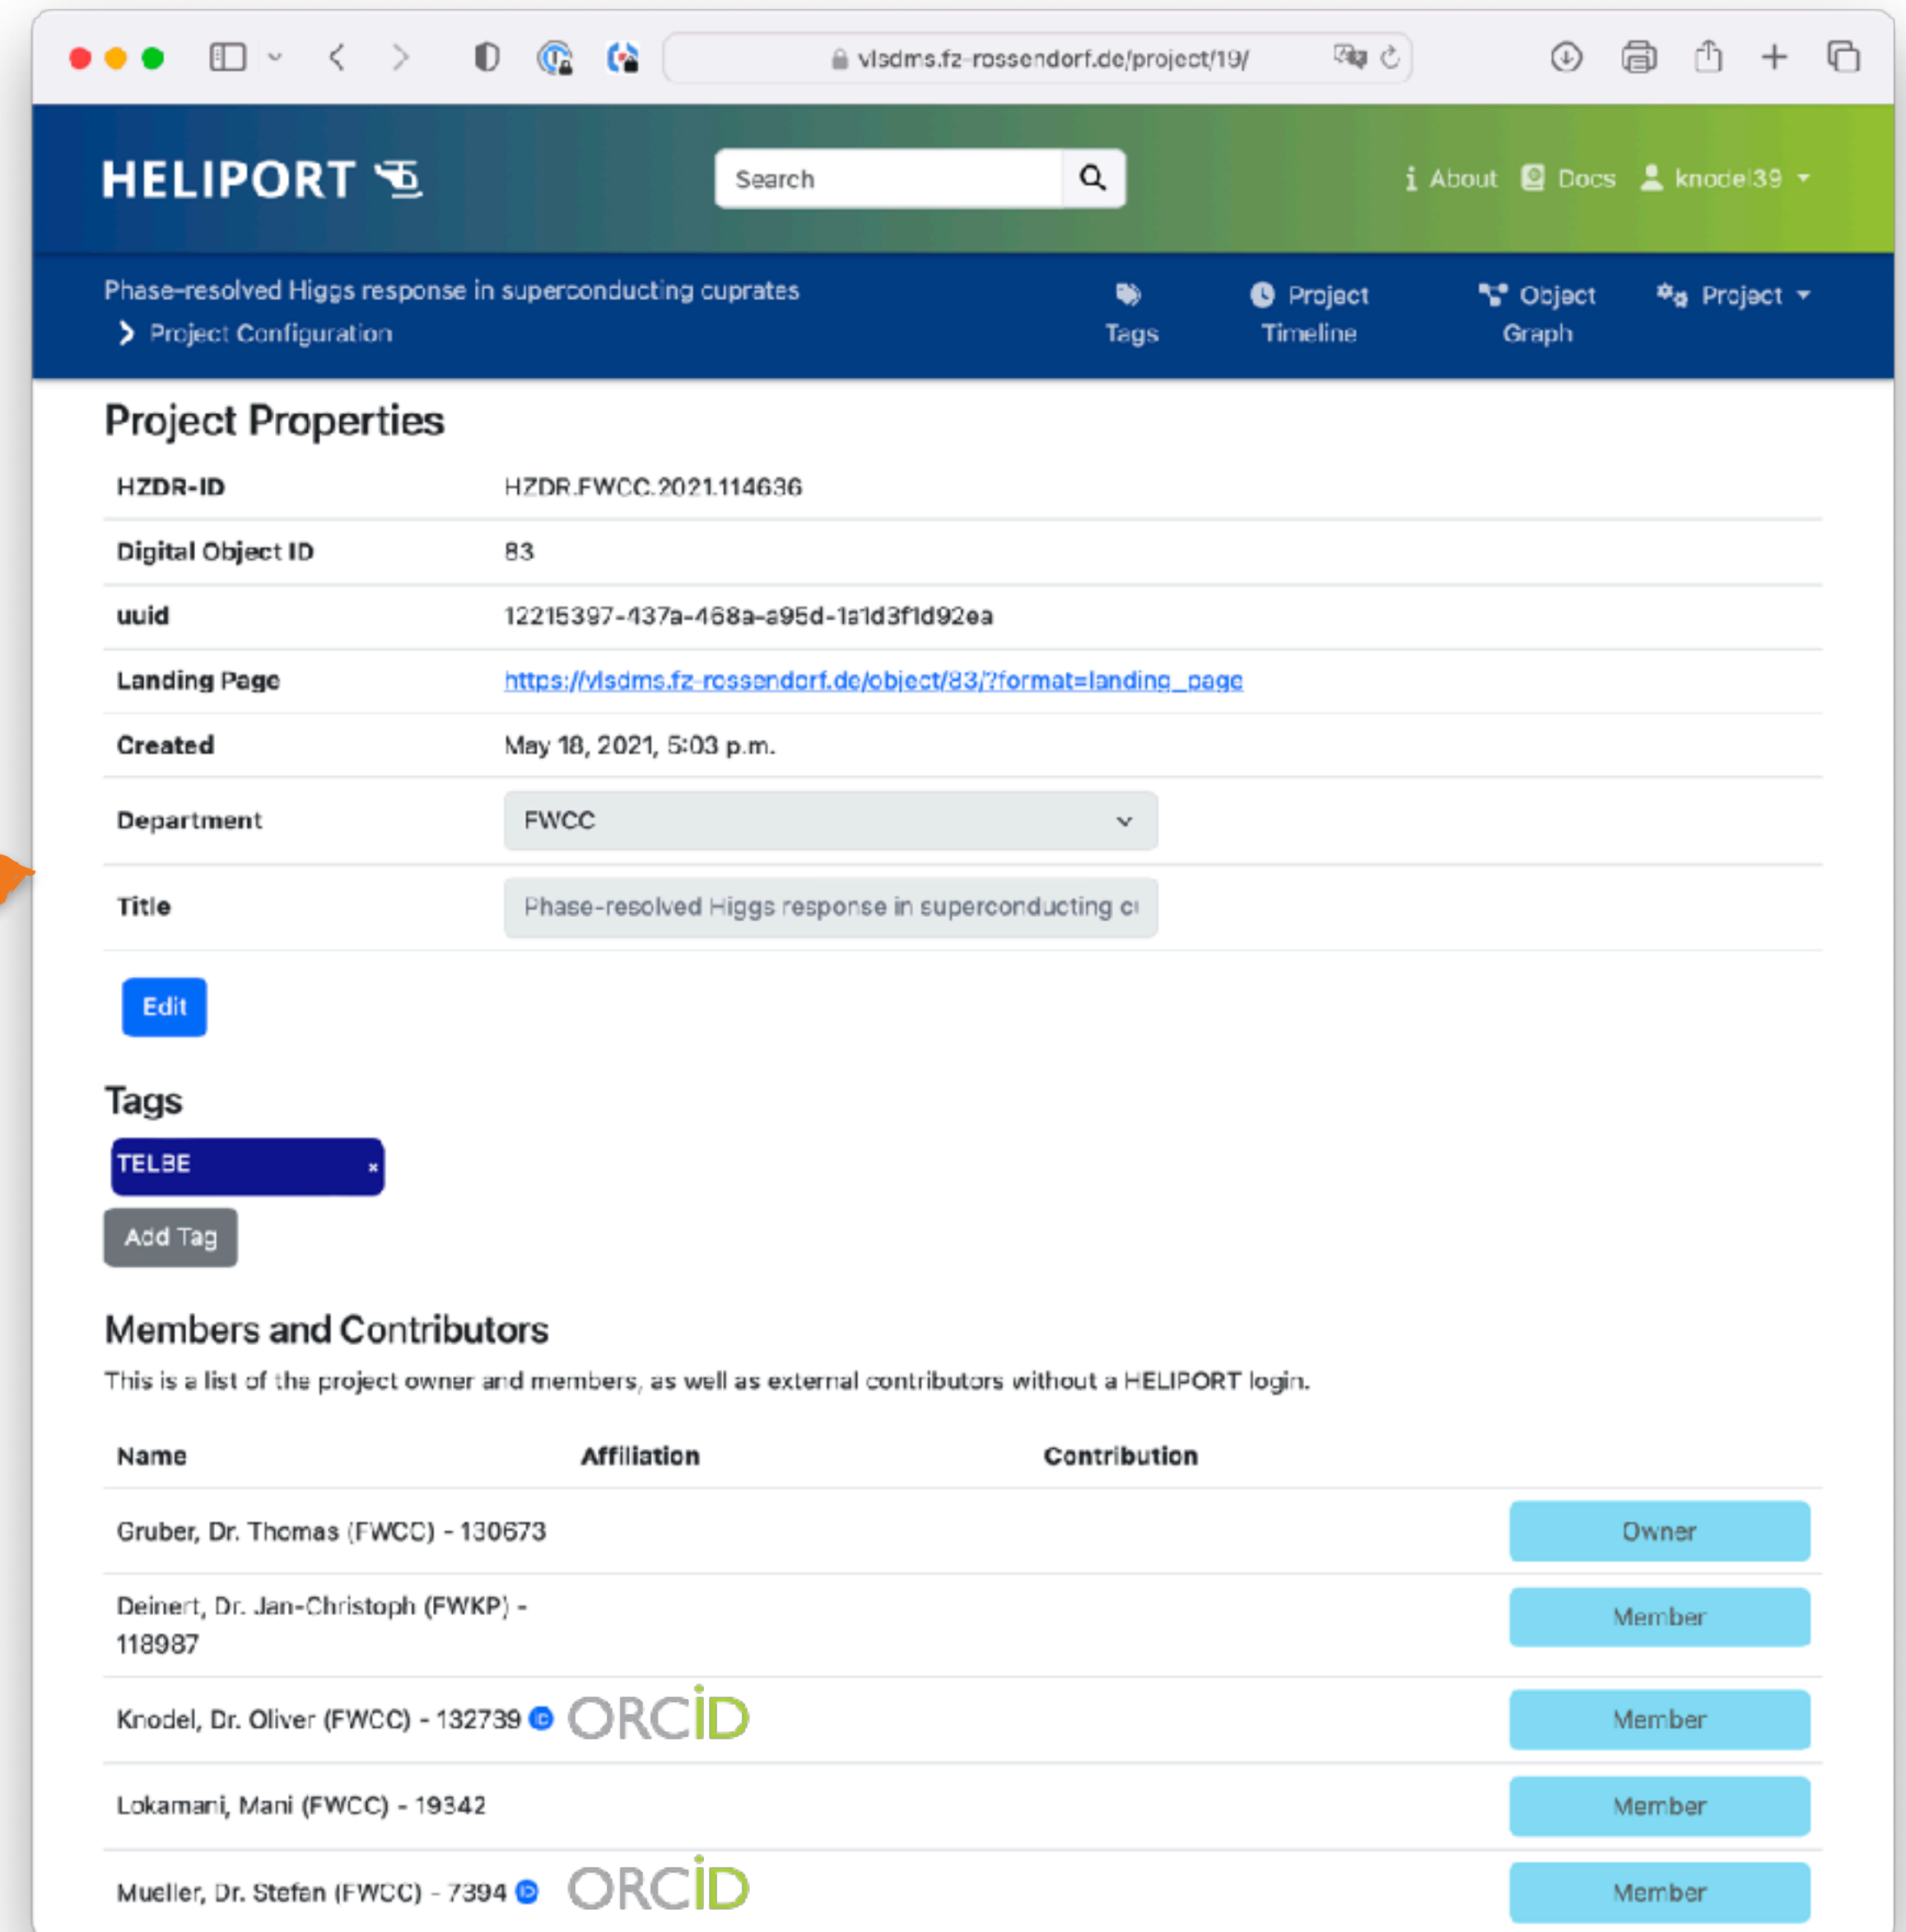 vlsdms.fz-rossendorf.de/project/19/
HELIPORT
Search
About Docs knodel39
Phase-resolved Higgs response in superconducting cuprates
Project Configuration
Tags
Project Timeline
Object Graph
Project
Project Properties
HZDR-ID HZDR.FWCC.2021.114636
Digital Object ID 83
uuid 12215397-437a-468a-a95d-1a1d3f1d92ea
Landing Page https://vlsdms.fz-rossendorf.de/object/83/?format=landing_page
Created May 18, 2021, 5:03 p.m.
Department FWCC
Title Phase-resolved Higgs response in superconducting
Edit
Tags
TELBE ×
Add Tag
Members and Contributors
This is a list of the project owner and members, as well as external contributors without a HELIPORT login.
Name Affiliation Contribution
Gruber, Dr. Thomas (FWCC) - 130673 Owner
Deinert, Dr. Jan-Christoph (FWKP) -
118987 Member
Knodel, Dr. Oliver (FWCC) - 132739 iD ORCiD Member
Lokamani, Mani (FWCC) - 19342 Member
Mueller, Dr. Stefan (FWCC) - 7394 iD ORCiD Member